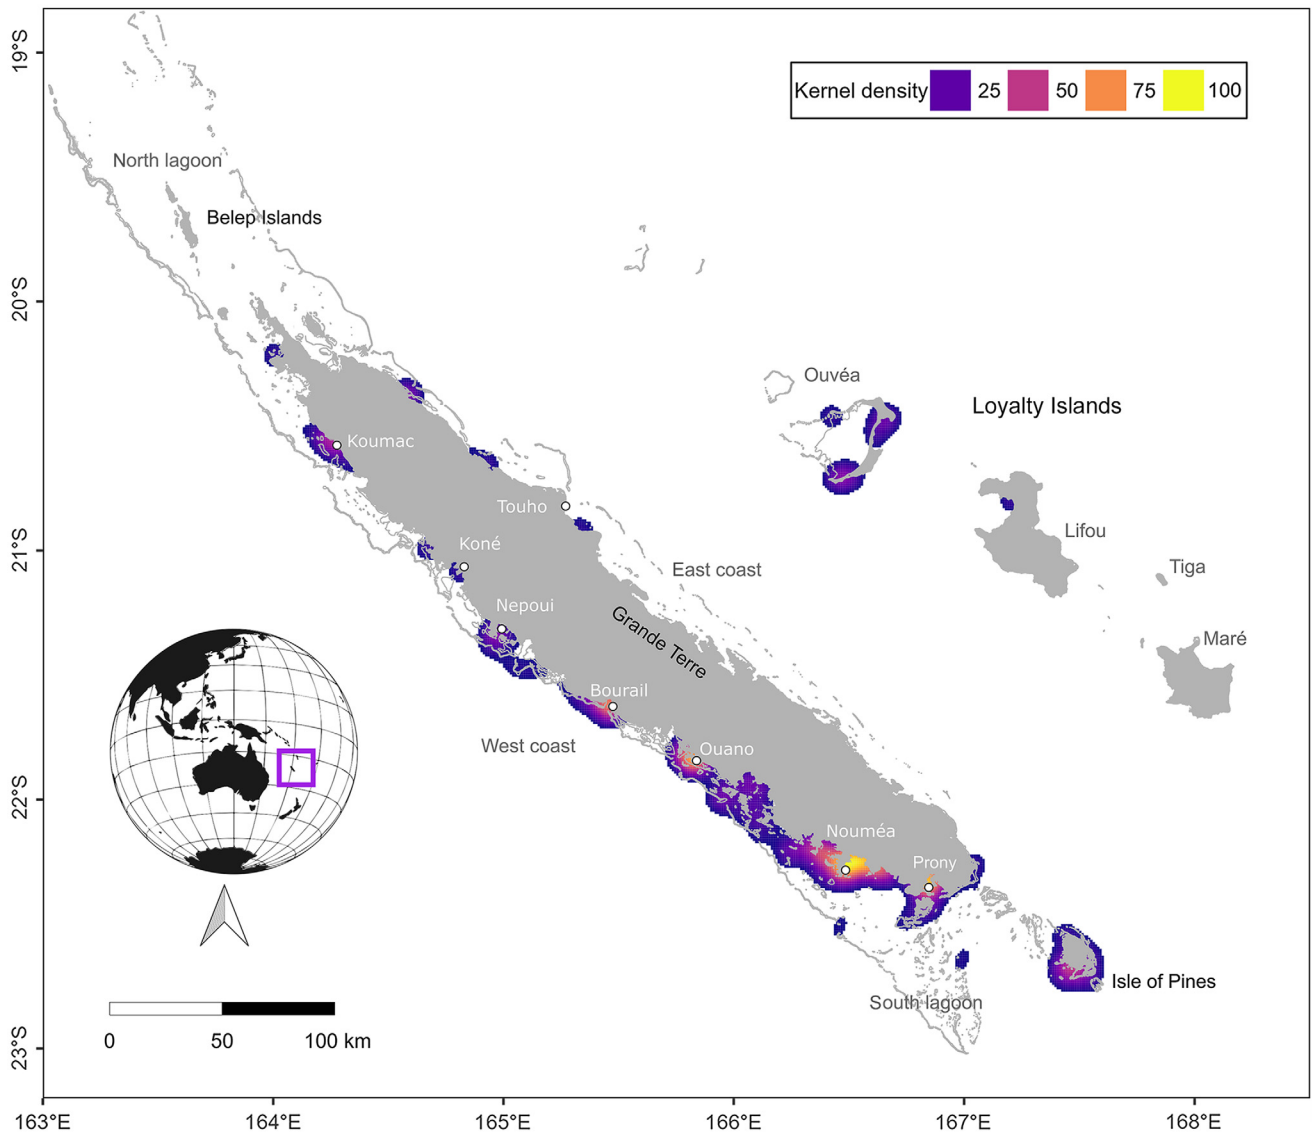 19°S
Kernel density 25 50 75 100
North lagoon
Belep Islands
20°S
Ouvéa
Loyalty Islands
Koumac
Touho
Lifou
21°S
Koné
East coast
Tiga
Nepoui
Grande Terre
Maré
Bourail
West coast
Ouano
22°S
Nouméa
Prony
Isle of Pines
South lagoon
0 50 100 km
23°S
163°E 164°E 165°E 166°E 167°E 168°E